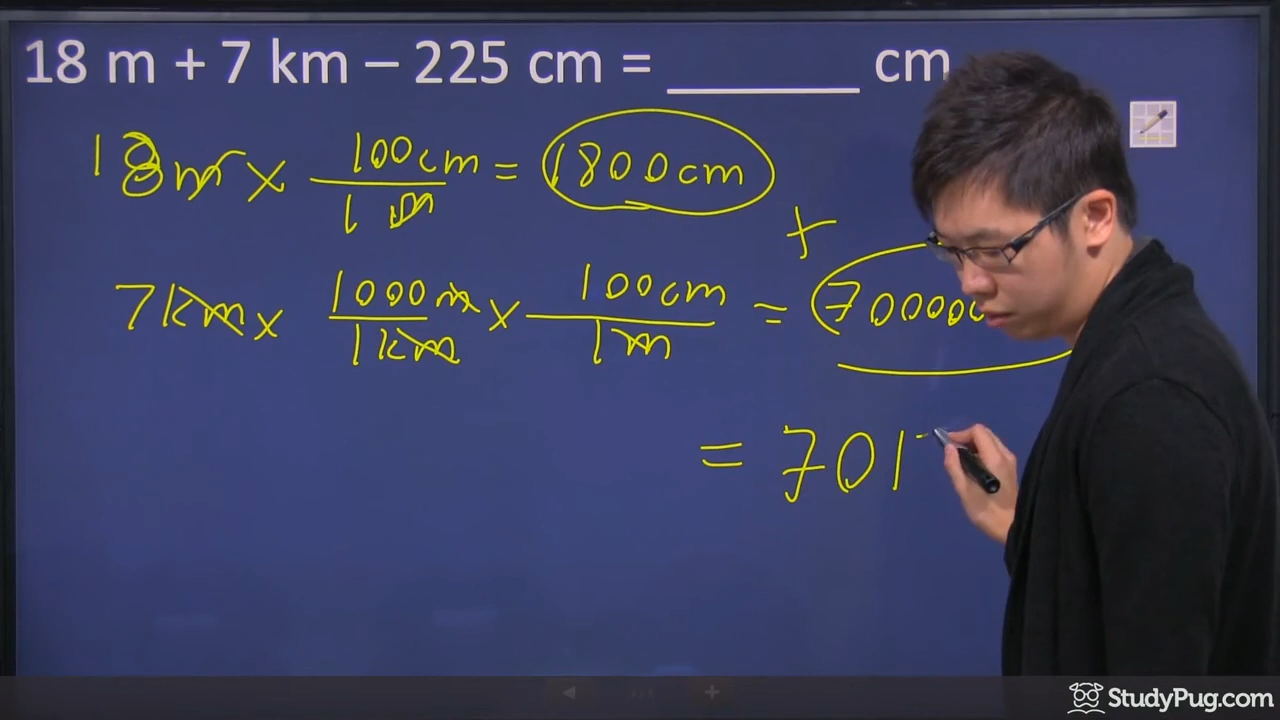 18 m + 7 km – 225 cm = ________ cm
18m × 100cm / 1 m = 1800cm
+
7km × 1000m / 1km × 100cm / 1m = 70000
= 701
StudyPug.com